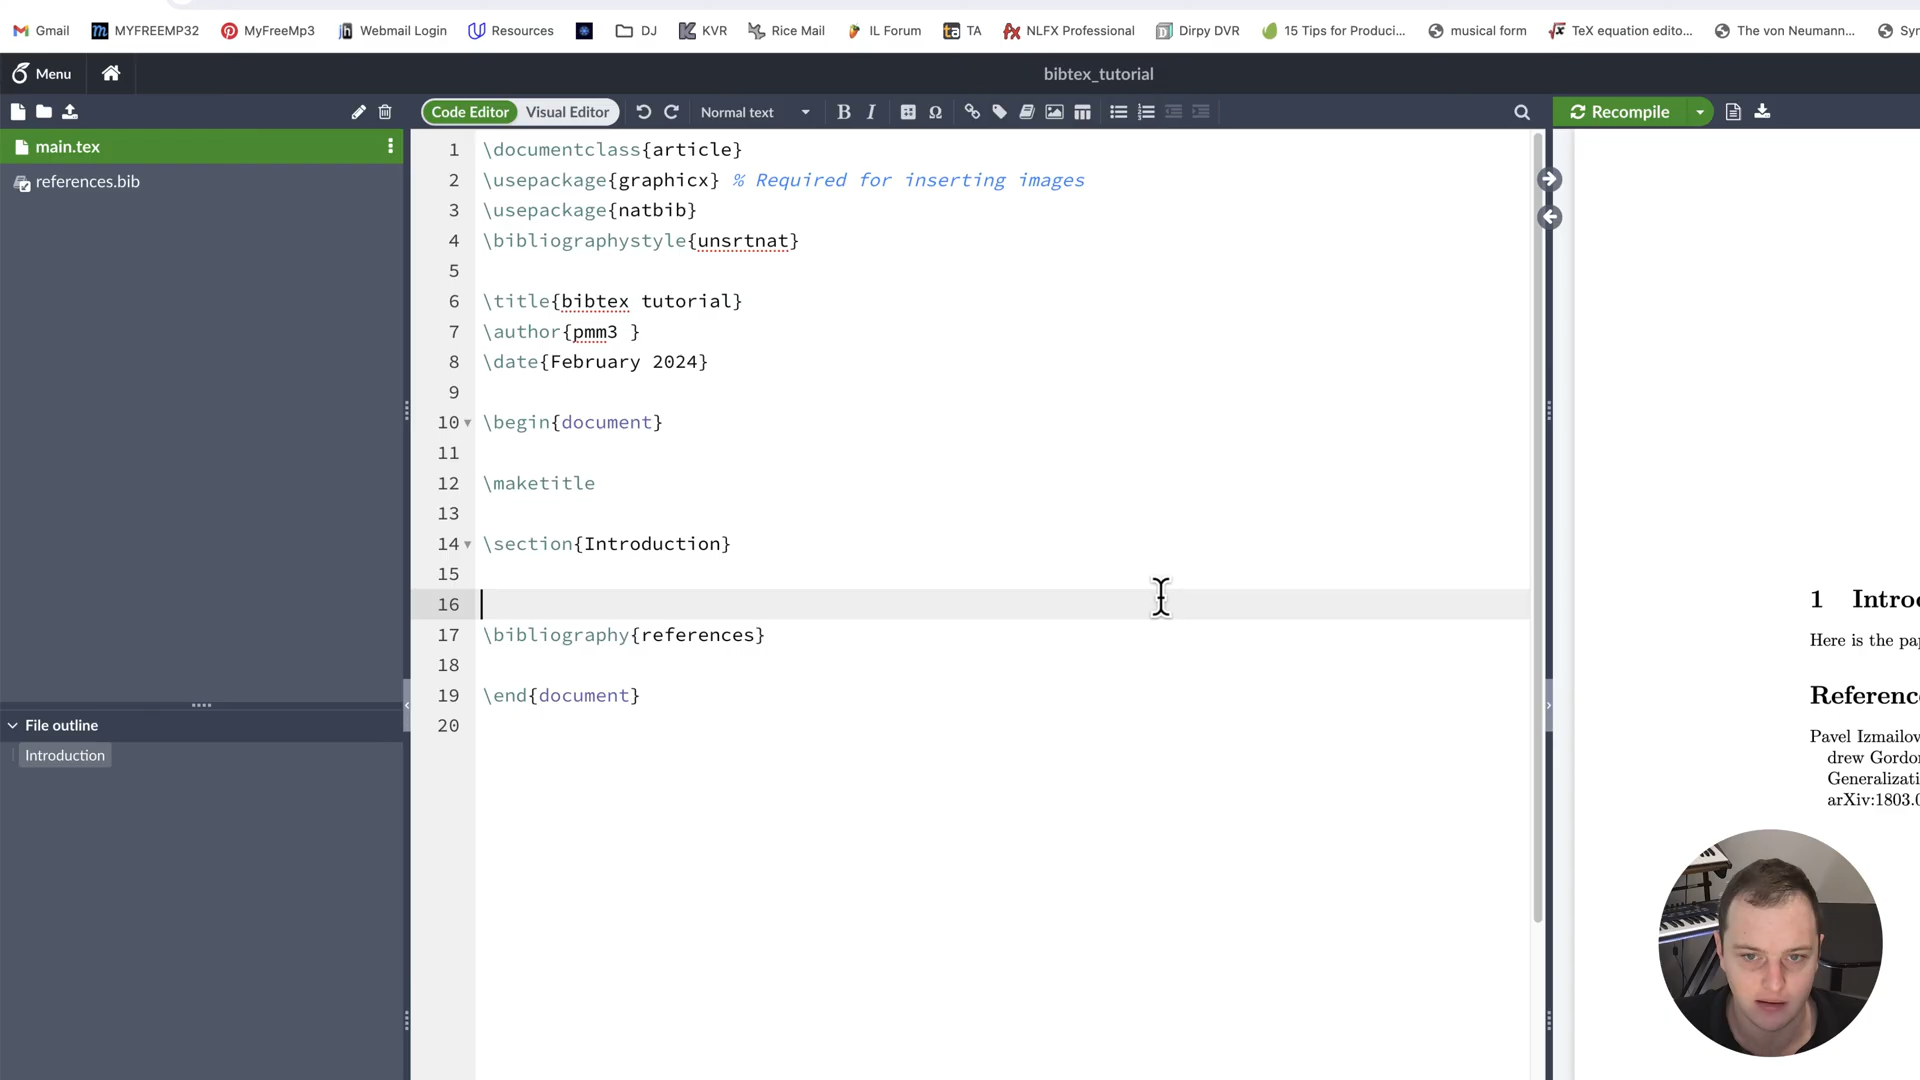 Gmail MYFREEMP32 MyFreeMp3 Webmail Login Resources DJ KVR Rice Mail IL Forum TA NLFX Professional Dirpy DVR 15 Tips for Produci... musical form TeX equation edito... The von Neumann...
Menu bibtex_tutorial
Code Editor Visual Editor Normal text B I Ω Recompile
main.tex
references.bib
1 \documentclass{article}
2 \usepackage{graphicx} % Required for inserting images
3 \usepackage{natbib}
4 \bibliographystyle{unsrtnat}
5
6 \title{bibtex tutorial}
7 \author{pmm3 }
8 \date{February 2024}
9
10 \begin{document}
11
12 \maketitle
13
14 \section{Introduction}
15
16
17 \bibliography{references}
18
19 \end{document}
20
File outline
Introduction
1 Intro
Here is the pa
Referenc
Pavel Izmailov
drew Gordo
Generalizati
arXiv:1803.0